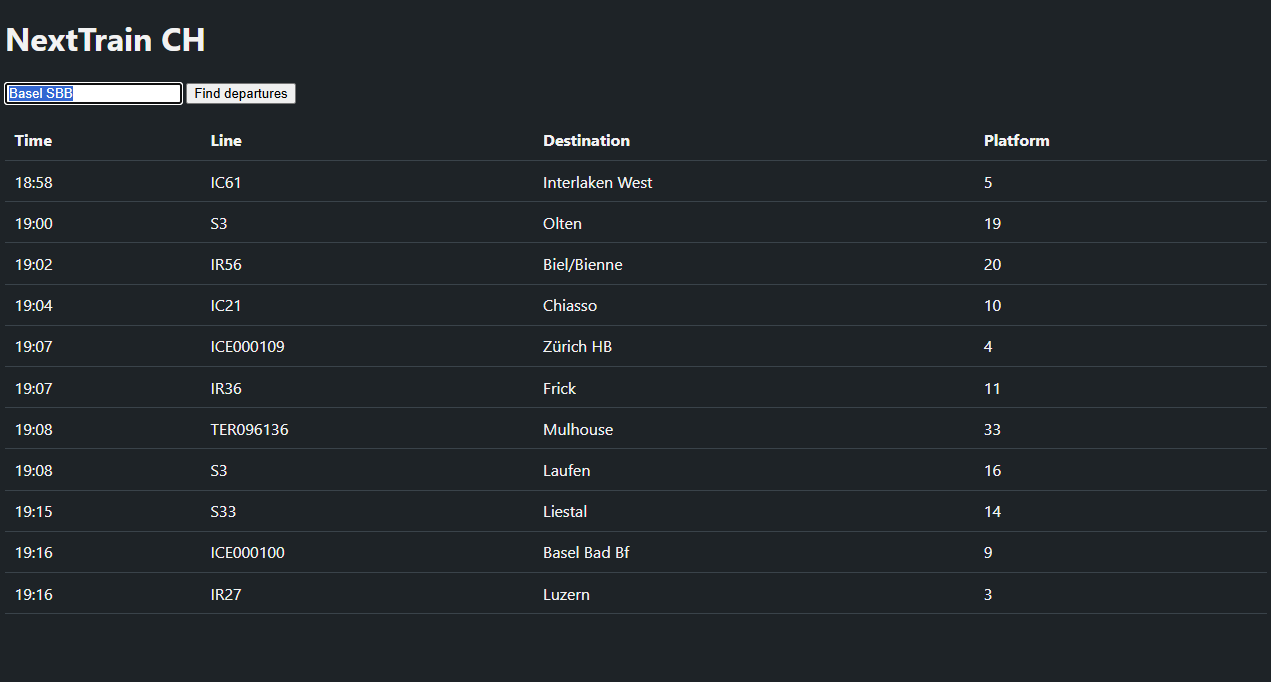 NextTrain CH
Basel SBB Find departures
Time Line Destination Platform
18:58 IC61 Interlaken West 5
19:00 S3 Olten 19
19:02 IR56 Biel/Bienne 20
19:04 IC21 Chiasso 10
19:07 ICE000109 Zürich HB 4
19:07 IR36 Frick 11
19:08 TER096136 Mulhouse 33
19:08 S3 Laufen 16
19:15 S33 Liestal 14
19:16 ICE000100 Basel Bad Bf 9
19:16 IR27 Luzern 3